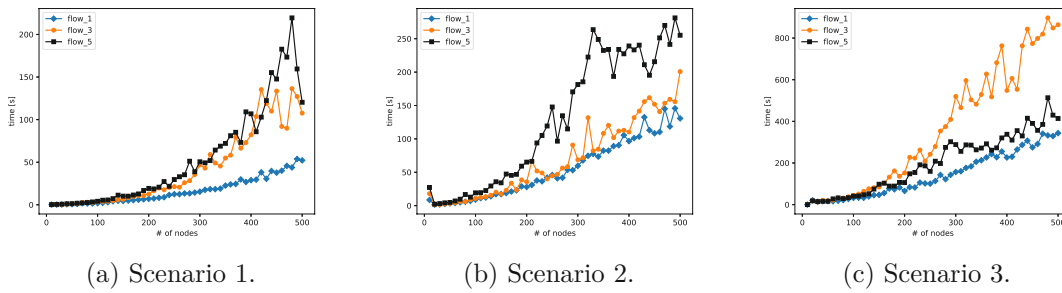 flow_1
flow_3
flow_5
time [s]
200
150
100
50
0
0 100 200 300 400 500
# of nodes
(a) Scenario 1.
flow_1
flow_3
flow_5
time [s]
250
200
150
100
50
0
0 100 200 300 400 500
# of nodes
(b) Scenario 2.
flow_1
flow_3
flow_5
time [s]
800
600
400
200
0
0 100 200 300 400 500
# of nodes
(c) Scenario 3.